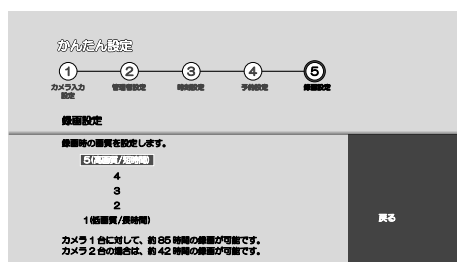 かんたん設定
1 2 3 4 5
カメラ入力設定 管理者設定 時刻設定 予約設定 録画設定
録画設定
録画時の画質を設定します。
5(高画質/短時間)
4
3
2
1(低画質/長時間)
戻る
カメラ1台に対して、約85時間の録画が可能です。
カメラ2台の場合は、約42時間の録画が可能です。